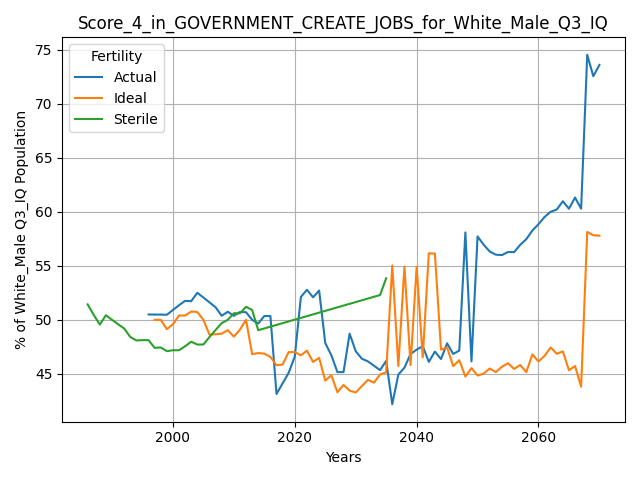 Score_4_in_GOVERNMENT_CREATE_JOBS_for_White_Male_Q3_IQ
Fertility
Actual
Ideal
Sterile
% of White_Male Q3_IQ Population
75
70
65
60
55
50
45
2000 2020 2040 2060
Years